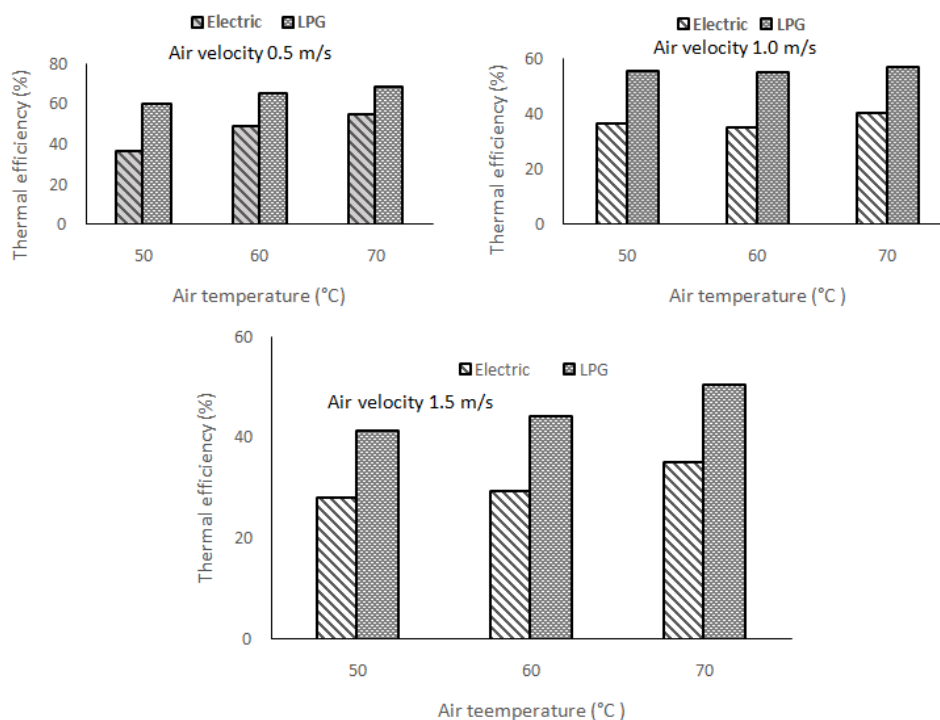 Electric LPG
Air velocity 0.5 m/s
Thermal efficiency (%)
80
60
40
20
0
50 60 70
Air temperature (°C)
Electric LPG
Air velocity 1.0 m/s
Thermal efficiency (%)
60
40
20
0
50 60 70
Air temperature (°C )
Electric LPG
Air velocity 1.5 m/s
Thermal efficiency (%)
60
40
20
0
50 60 70
Air teemperature (°C )